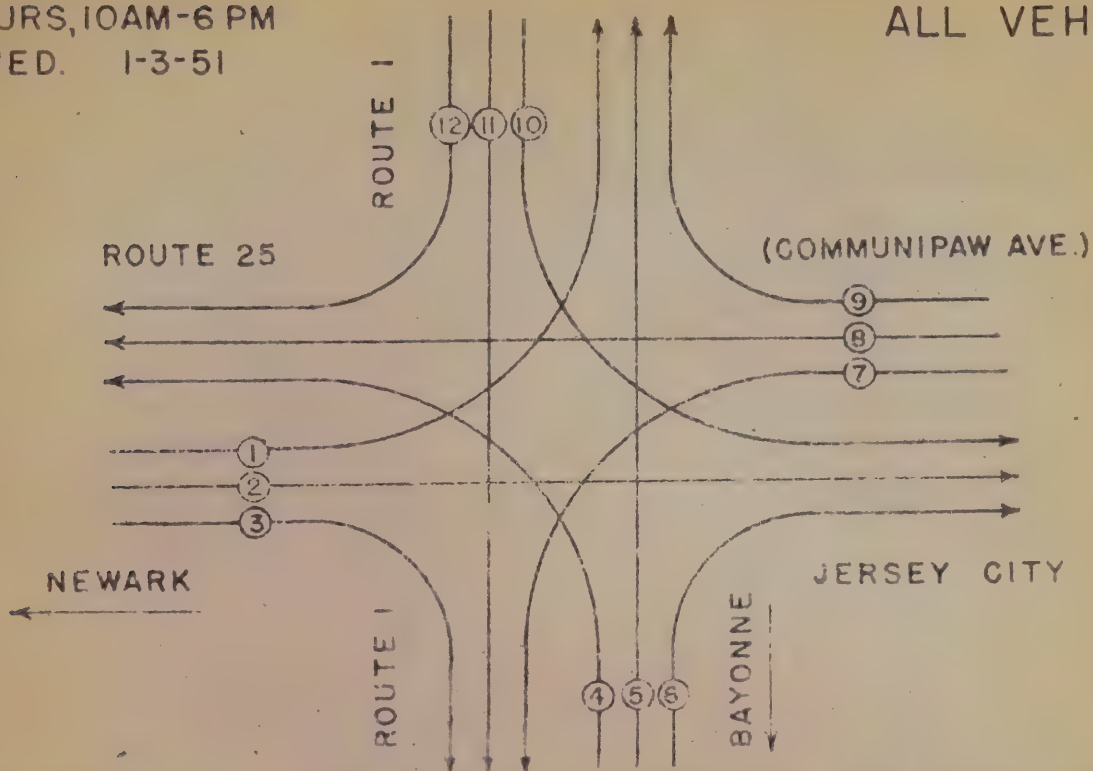 URS, 10AM-6 PM
ALL VEH
ED. 1-3-51
ROUTE 1
12 11 10
ROUTE 25
(COMMUNIPAW AVE.)
9
8
7
1
2
3
NEWARK
JERSEY CITY
ROUTE 1
4 5 6
BAYONNE